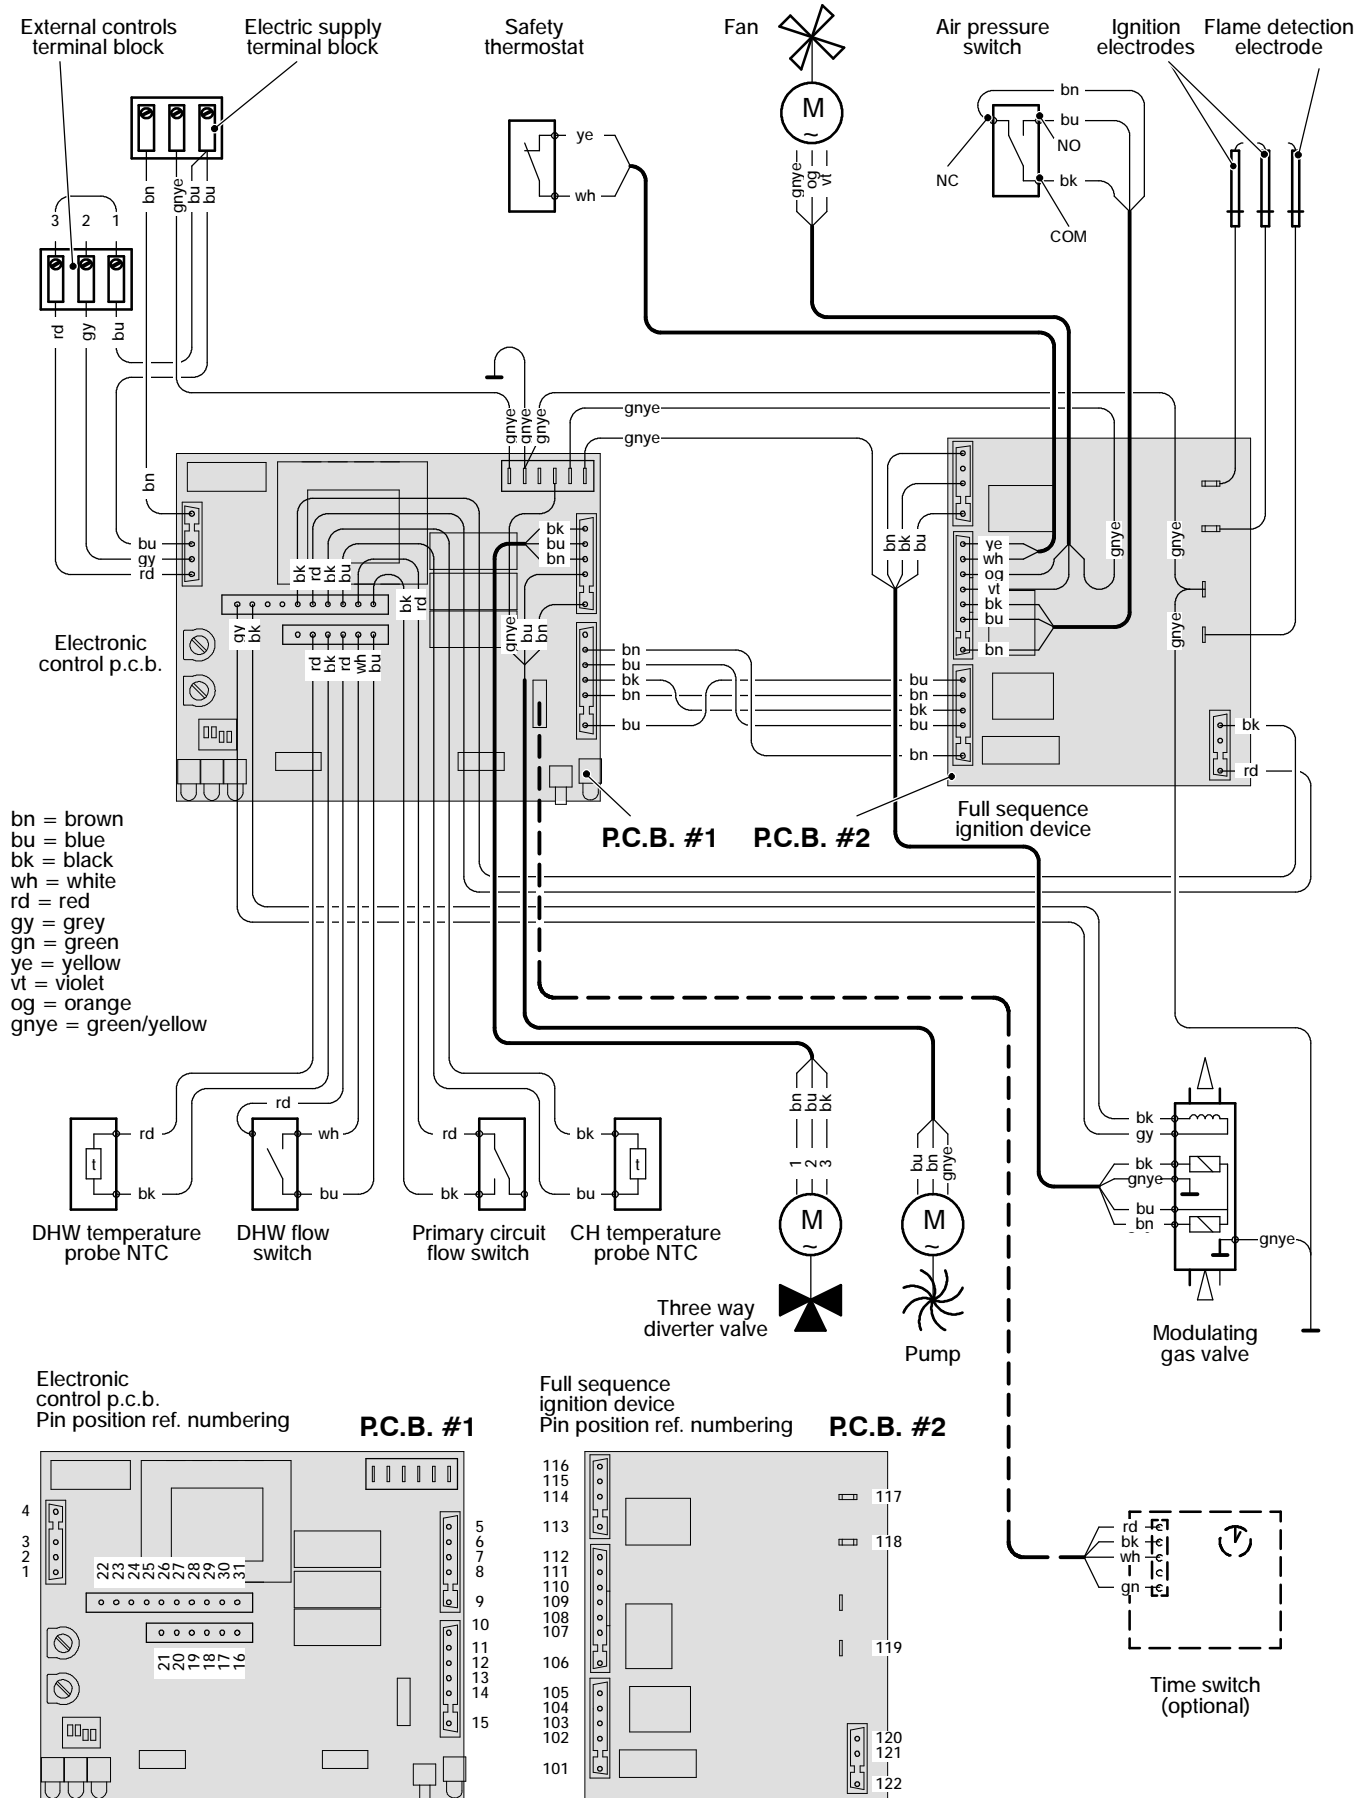 External controls
terminal block
Electric supply
terminal block
Safety
thermostat
Fan
Air pressure
switch
Ignition
electrodes
Flame detection
electrode
M
~
bn
bu
NO
NC
bk
COM
ye
wh
gnye
og
vt
bn
gnye
bu
bu
3 2 1
rd
gy
bu
gnye
gnye
gnye
gnye
gnye
bn
bu
gy
rd
bk
rd
bk
bu
bk
rd
gy
bk
rd
bk
rd
wh
bu
bk
bu
bn
gnye
bu
bn
bn
bu
bk
bn
bu
bn
bk
bu
ye
wh
og
vt
bk
bu
bn
gnye
gnye
gnye
bu
bn
bk
bu
bn
bk
rd
Electronic
control p.c.b.
P.C.B. #1
P.C.B. #2
Full sequence
ignition device
bn = brown
bu = blue
bk = black
wh = white
rd = red
gy = grey
gn = green
ye = yellow
vt = violet
og = orange
gnye = green/yellow
rd
bk
t
rd
wh
bu
rd
bk
bk
bu
t
DHW temperature
probe NTC
DHW flow
switch
Primary circuit
flow switch
CH temperature
probe NTC
bn
bu
bk
1
2
3
M
~
Three way
diverter valve
bu
bn
gnye
M
~
Pump
bk
gy
bk
gnye
bu
bn
gnye
Modulating
gas valve
Electronic
control p.c.b.
Pin position ref. numbering
P.C.B. #1
4
3
2
1
22
23
24
25
26
27
28
29
30
31
21
20
19
18
17
16
5
6
7
8
9
10
11
12
13
14
15
Full sequence
ignition device
Pin position ref. numbering
P.C.B. #2
116
115
114
113
112
111
110
109
108
107
106
105
104
103
102
101
117
118
119
120
121
122
rd
bk
wh
gn
c
c
c
c
c
Time switch
(optional)